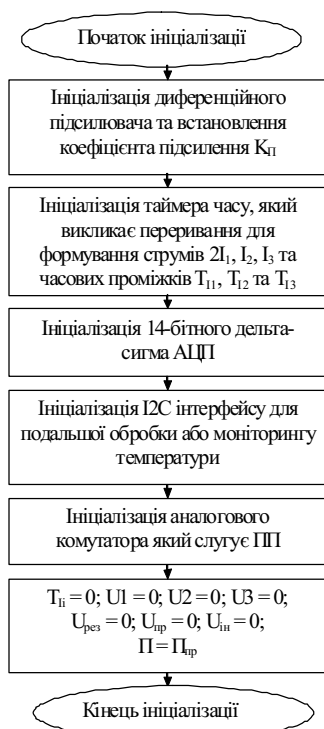 Початок ініціалізації
Ініціалізація диференційного
підсилювача та встановлення
коефіцієнта підсилення KП
Ініціалізація таймера часу, який
викликає переривання для
формування струмів 2I1, I2, I3 та
часових проміжків TI1, TI2 та TI3
Ініціалізація 14-бітного дельта-
сигма АЦП
Ініціалізація I2C інтерфейсу для
подальшої обробки або моніторингу
температури
Ініціалізація аналогового
комутатора який слугує ПП
TIi = 0; U1 = 0; U2 = 0; U3 = 0;
Uрез = 0; Uпр = 0; Uін = 0;
П = Ппр
Кінець ініціалізації